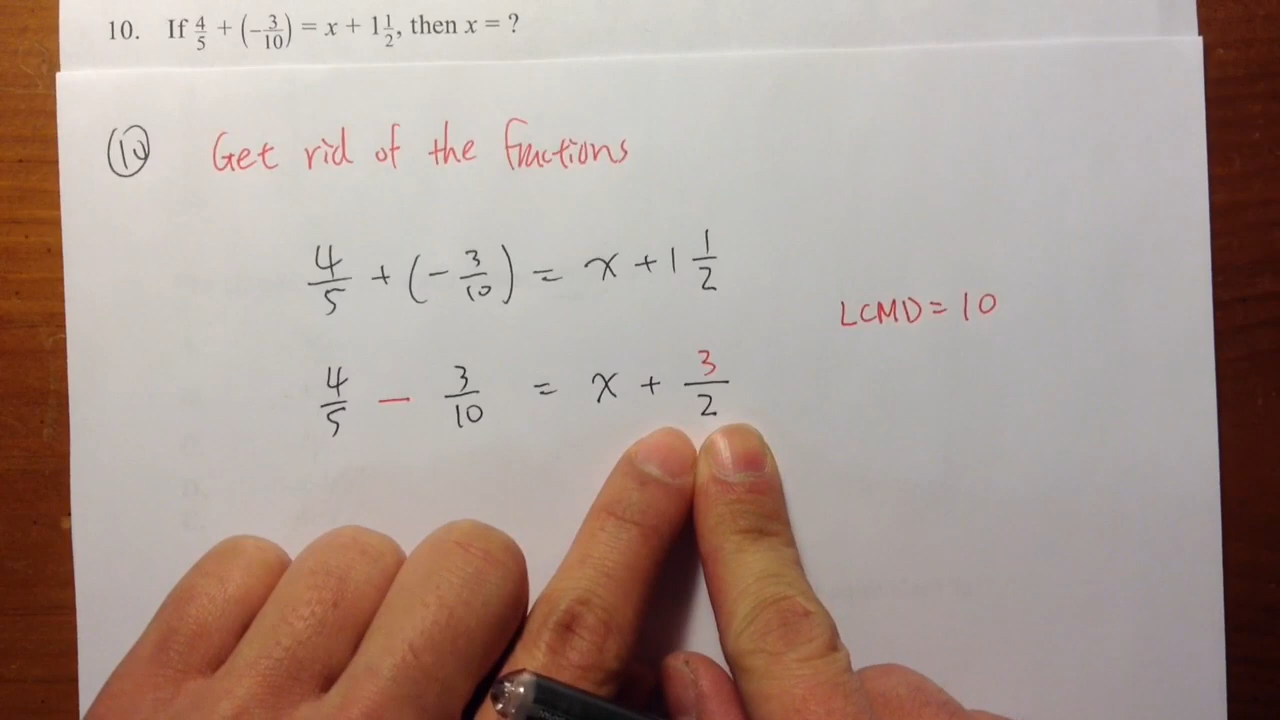 10. If 4/5 + (-3/10) = x + 1 1/2, then x = ?
(10) Get rid of the fractions
4/5 + (-3/10) = x + 1 1/2
LCMD = 10
4/5 - 3/10 = x + 3/2